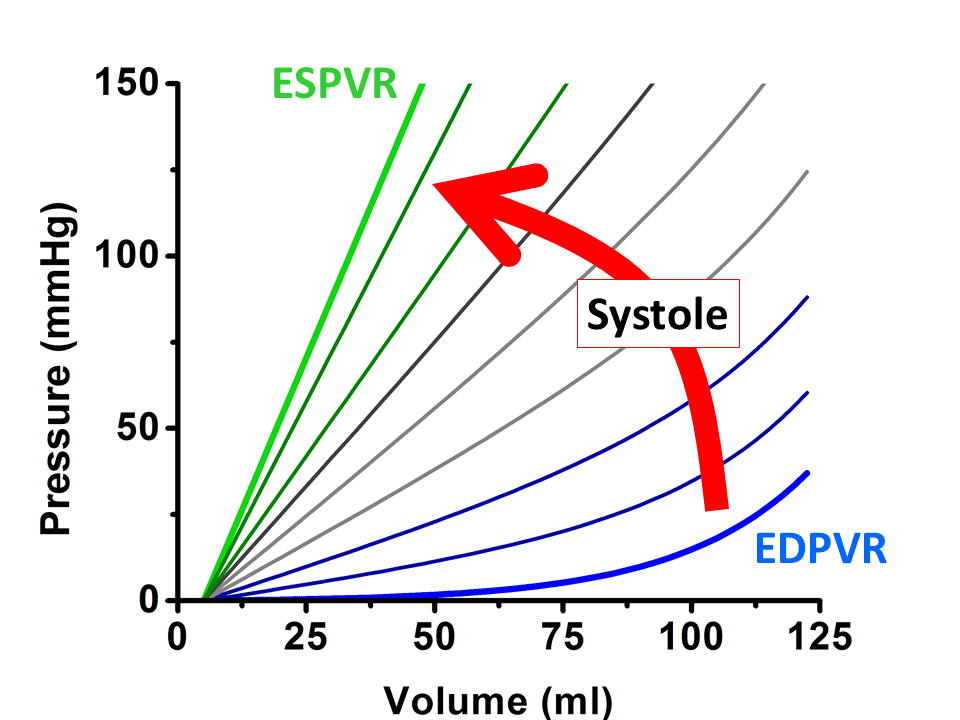 ESPVR
150
100
50
0
Systole
EDPVR
0 25 50 75 100 125
Pressure (mmHg)
Volume (ml)